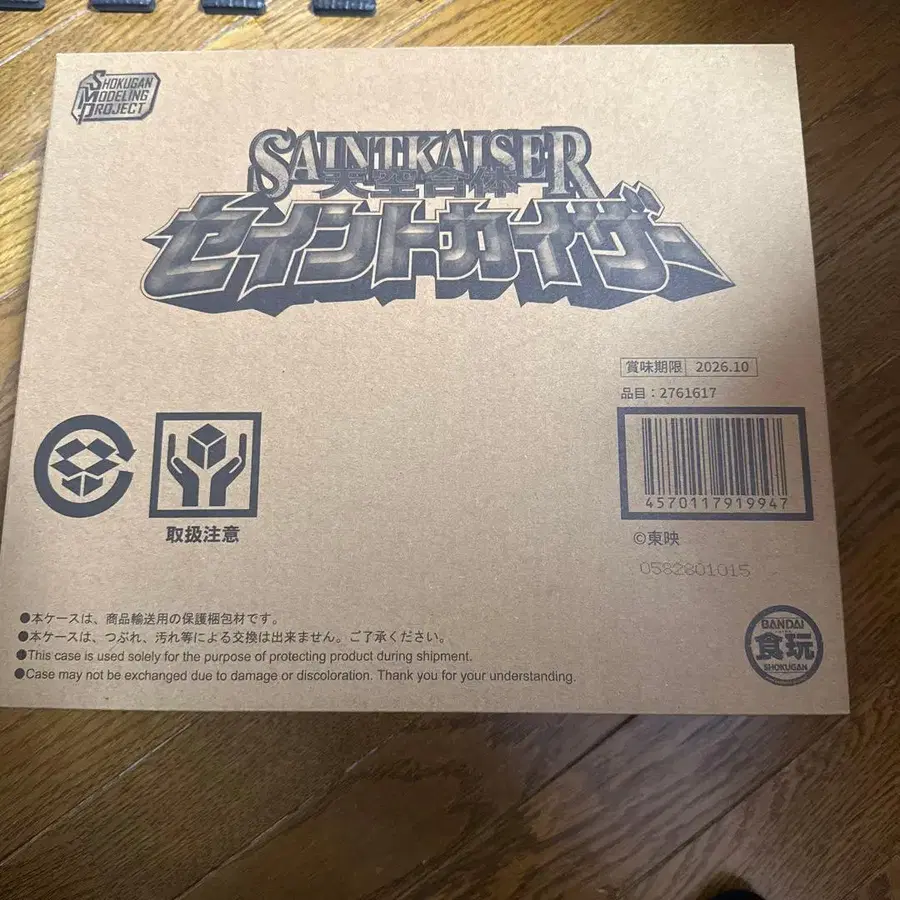 SHOKUGAN
MODELING
PROJECT
SAINTKAISER
天空合体
セイントカイザー
賞味期限 2026.10
品目：2761617
4570117919947
©東映
0582801015
取扱注意
●本ケースは、商品輸送用の保護梱包材です。
●本ケースは、つぶれ、汚れ等による交換は出来ません。ご了承ください。
●This case is used solely for the purpose of protecting product during shipment.
●Case may not be exchanged due to damage or discoloration. Thank you for your understanding.
BANDAI
食玩
SHOKUGAN